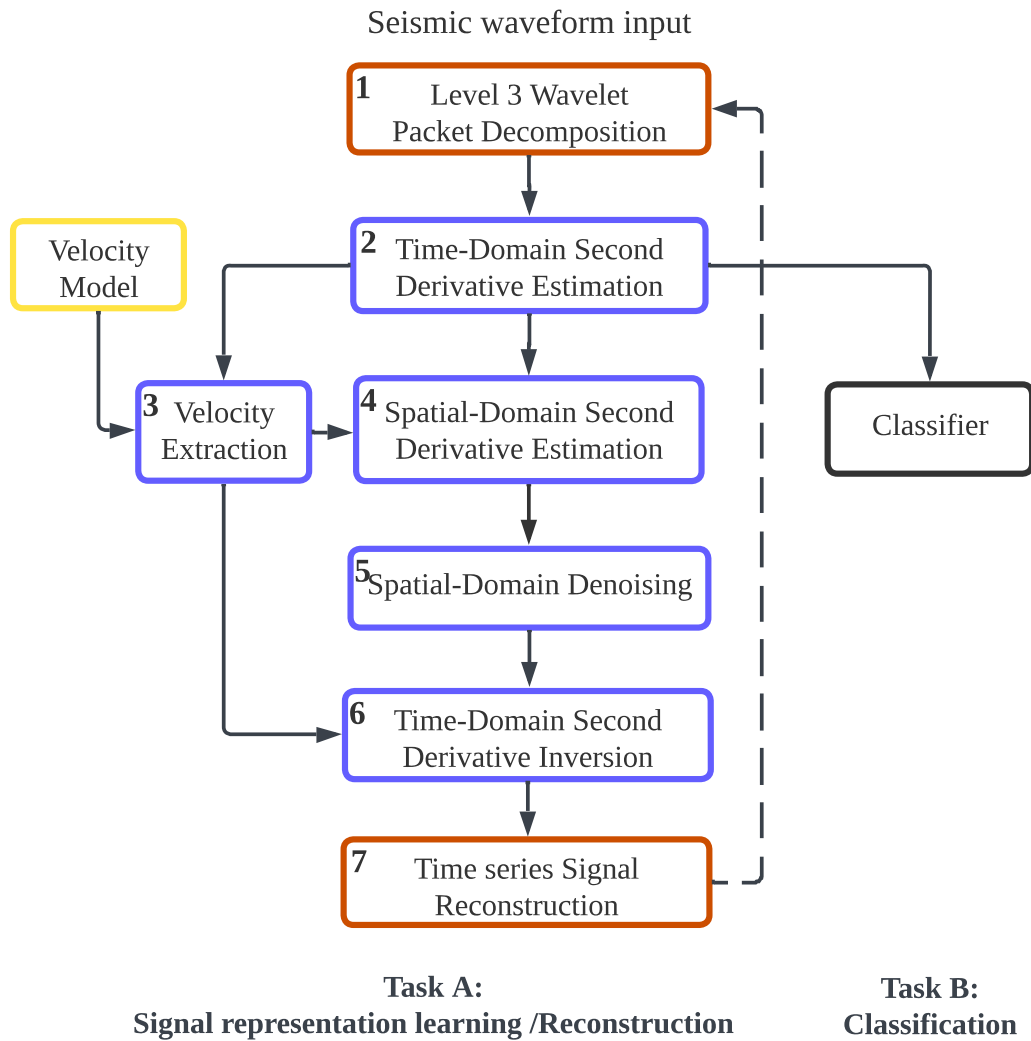 Seismic waveform input
1
Level 3 Wavelet
Packet Decomposition
2
Time-Domain Second
Derivative Estimation
Velocity
Model
3
Velocity
Extraction
4
Spatial-Domain Second
Derivative Estimation
Classifier
5
Spatial-Domain Denoising
6
Time-Domain Second
Derivative Inversion
7
Time series Signal
Reconstruction
Task A:
Signal representation learning /Reconstruction
Task B:
Classification